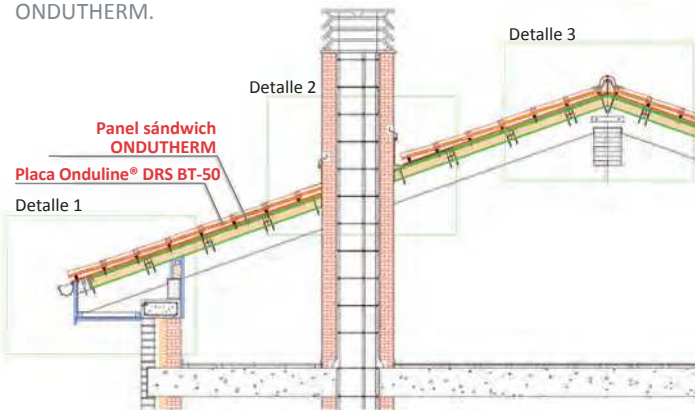 ONDUTHERM.
Detalle 3
Detalle 2
Panel sándwich
ONDUTHERM
Placa Onduline® DRS BT-50
Detalle 1